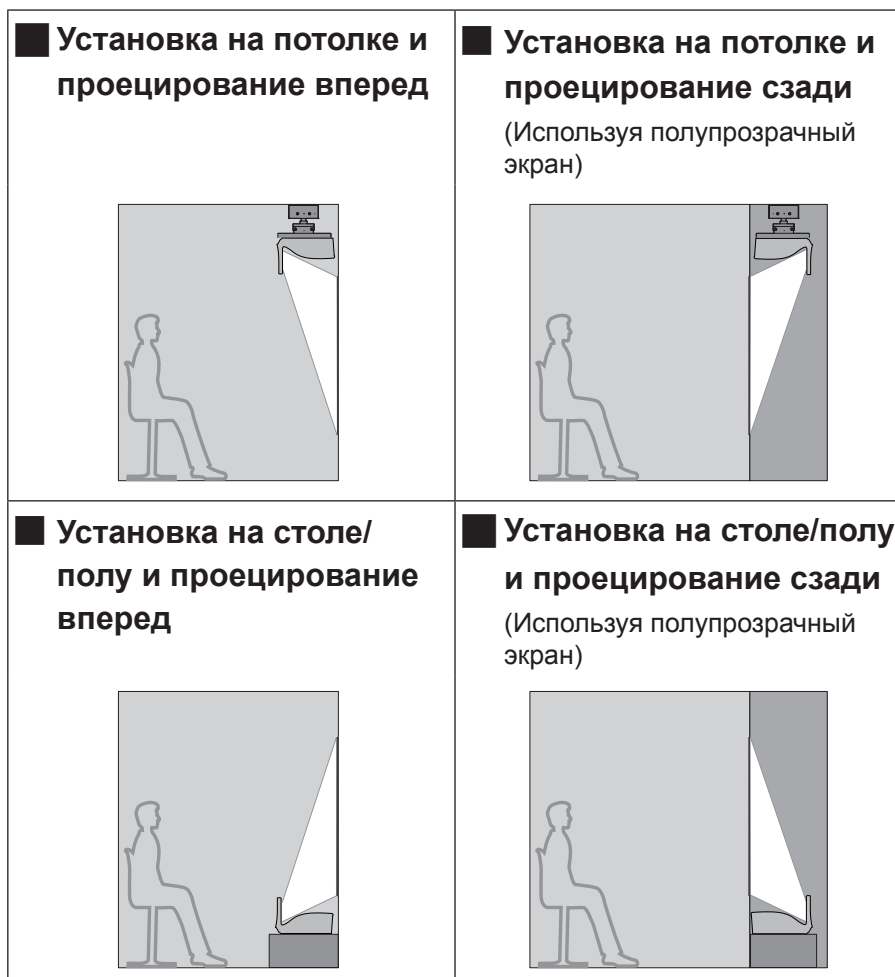 Установка на потолке и
проецирование вперед
Установка на потолке и
проецирование сзади
(Используя полупрозрачный
экран)
Установка на столе/
полу и проецирование
вперед
Установка на столе/полу
и проецирование сзади
(Используя полупрозрачный
экран)